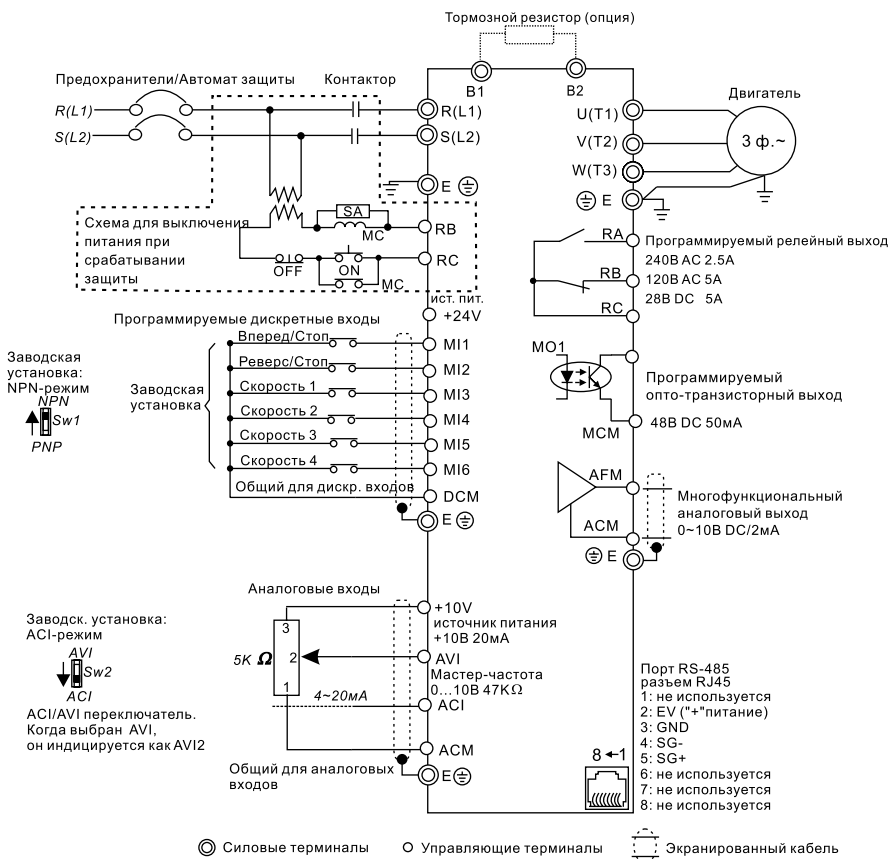 Тормозной резистор (опция)
B1
B2
Предохранители/Автомат защиты
Контактор
R(L1)
R(L1)
S(L2)
S(L2)
E
U(T1)
V(T2)
W(T3)
E
Двигатель
3 ф.~
Схема для выключения
питания при
срабатывании
защиты
SA
MC
RB
OFF
ON
MC
RC
RA
RB
RC
Программируемый релейный выход
240В AC 2.5A
120В AC 5A
28В DC 5A
ист. пит.
+24V
Программируемые дискретные входы
Вперед/Стоп
MI1
Реверс/Стоп
MI2
Скорость 1
MI3
Скорость 2
MI4
Скорость 3
MI5
Скорость 4
MI6
Общий для дискр. входов
DCM
E
Заводская
установка
Заводская
установка:
NPN-режим
NPN
Sw1
PNP
MO1
MCM
Программируемый
опто-транзисторный выход
48В DC 50мА
AFM
ACM
E
Многофункциональный
аналоговый выход
0~10В DC/2мА
Аналоговые входы
+10V
источник питания
+10В 20мА
3
2
1
5K Ω
AVI
Мастер-частота
0...10В 47KΩ
4~20мА
ACI
ACM
Общий для аналоговых
входов
E
Заводск. установка:
ACI-режим
AVI
Sw2
ACI
ACI/AVI переключатель.
Когда выбран AVI,
он индицируется как AVI2
8←1
Порт RS-485
разъем RJ45
1: не используется
2: EV ("+"питание)
3: GND
4: SG-
5: SG+
6: не используется
7: не используется
8: не используется
Силовые терминалы
Управляющие терминалы
Экранированный кабель